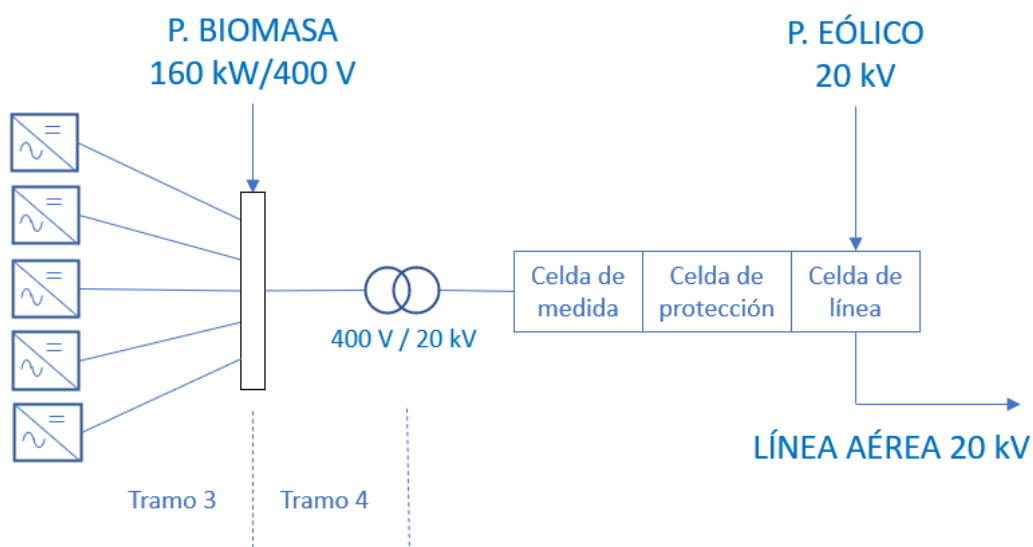 P. BIOMASA
160 kW/400 V
P. EÓLICO
20 kV
Celda de
medida
Celda de
protección
Celda de
línea
400 V / 20 kV
LÍNEA AÉREA 20 kV
Tramo 3
Tramo 4